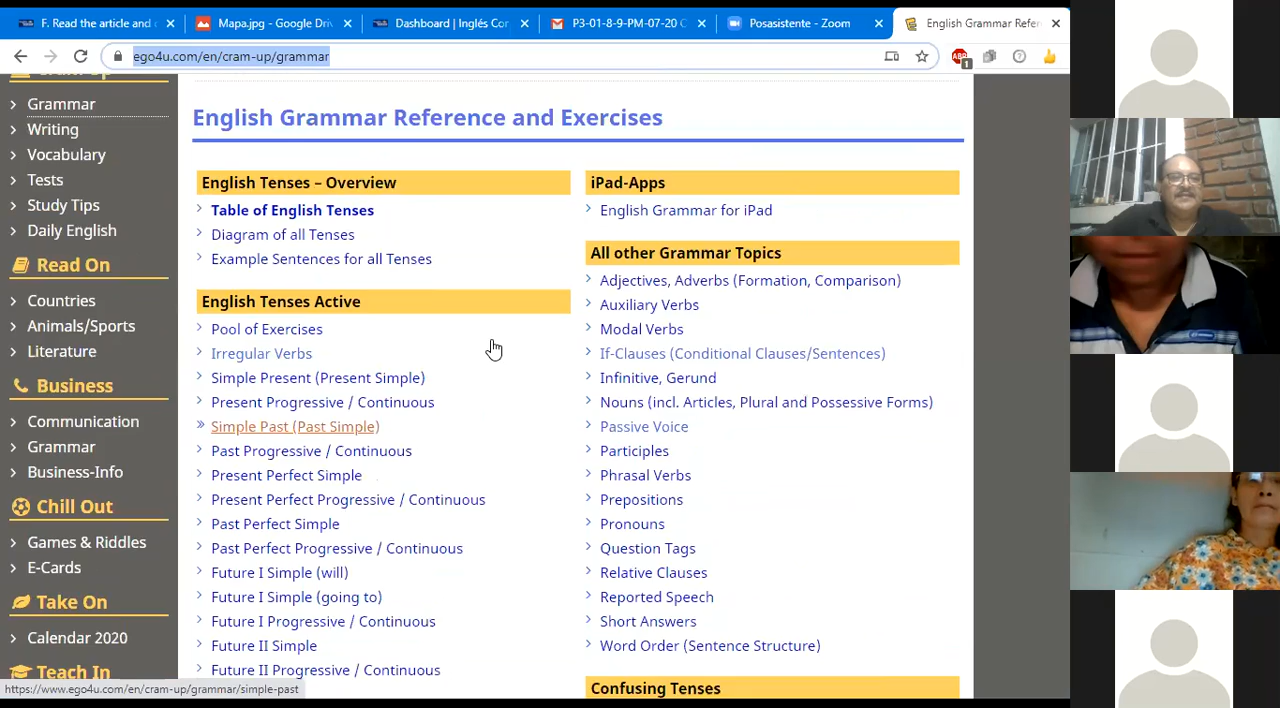 F. Read the article and
Mapa.jpg - Google Driv
Dashboard | Inglés Cor
P3-01-8-9-PM-07-20 C
Posasistente - Zoom
English Grammar Refer
ego4u.com/en/cram-up/grammar
ABP
1
Cram-Up
Grammar
Writing
Vocabulary
Tests
Study Tips
Daily English
Read On
Countries
Animals/Sports
Literature
Business
Communication
Grammar
Business-Info
Chill Out
Games & Riddles
E-Cards
Take On
Calendar 2020
Teach In
https://www.ego4u.com/en/cram-up/grammar/simple-past
English Grammar Reference and Exercises
English Tenses – Overview
Table of English Tenses
Diagram of all Tenses
Example Sentences for all Tenses
English Tenses Active
Pool of Exercises
Irregular Verbs
Simple Present (Present Simple)
Present Progressive / Continuous
Simple Past (Past Simple)
Past Progressive / Continuous
Present Perfect Simple
Present Perfect Progressive / Continuous
Past Perfect Simple
Past Perfect Progressive / Continuous
Future I Simple (will)
Future I Simple (going to)
Future I Progressive / Continuous
Future II Simple
Future II Progressive / Continuous
iPad-Apps
English Grammar for iPad
All other Grammar Topics
Adjectives, Adverbs (Formation, Comparison)
Auxiliary Verbs
Modal Verbs
If-Clauses (Conditional Clauses/Sentences)
Infinitive, Gerund
Nouns (incl. Articles, Plural and Possessive Forms)
Passive Voice
Participles
Phrasal Verbs
Prepositions
Pronouns
Question Tags
Relative Clauses
Reported Speech
Short Answers
Word Order (Sentence Structure)
Confusing Tenses